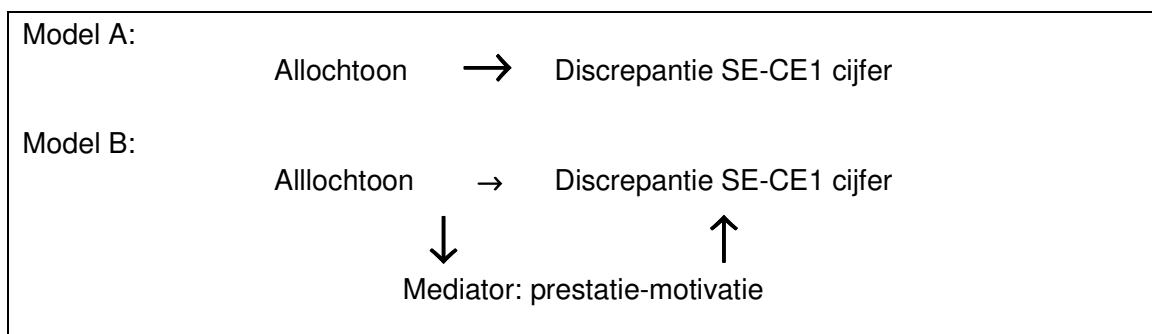 Model A:
Allochtoon → Discrepantie SE-CE1 cijfer
Model B:
Alllochtoon → Discrepantie SE-CE1 cijfer
↓ ↑
Mediator: prestatie-motivatie